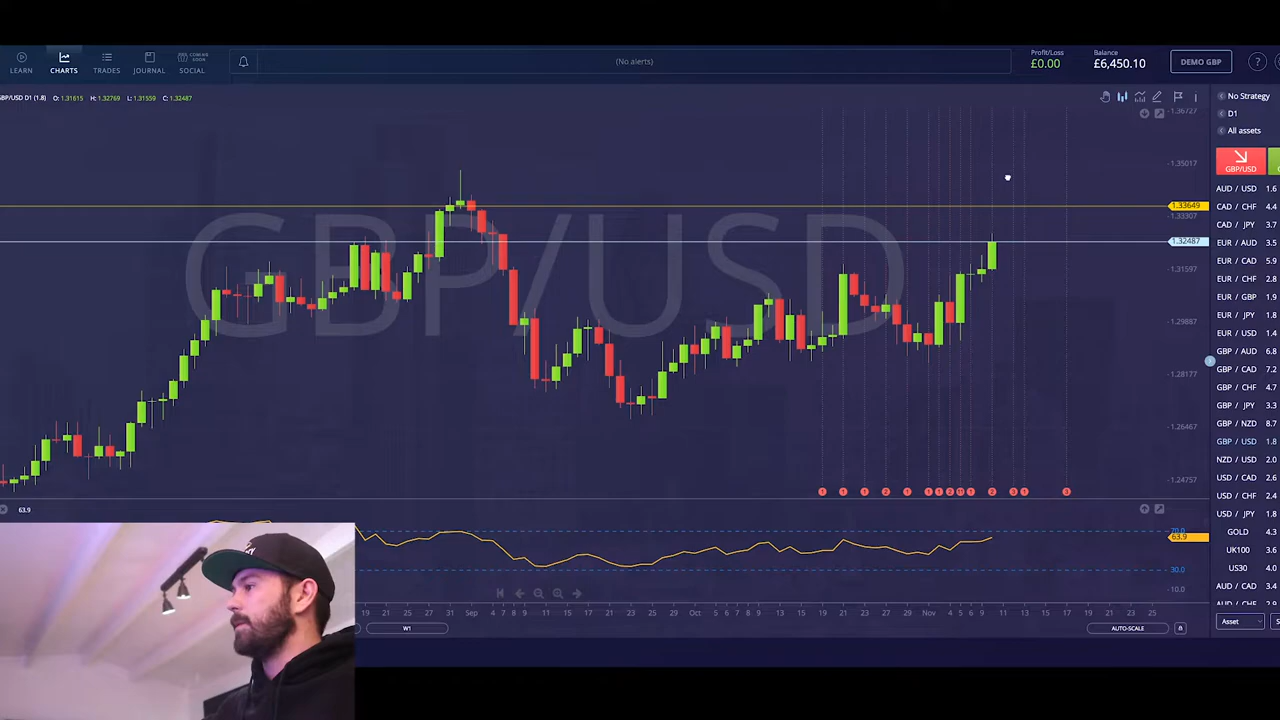 LEARN CHARTS TRADES JOURNAL COMING SOON SOCIAL
(No alerts)
Profit/Loss £0.00
Balance £6,450.10
DEMO GBP
?
GBP/USD D1 (1.8) O: 1.31615 H: 1.32769 L: 1.31559 C: 1.32487
No Strategy
D1
All assets
GBP/USD
GBP/USD
1.36727
1.35017
1.33649
1.33307
1.32487
1.31597
1.29887
1.28177
1.26467
1.24757
AUD / USD 1.6
CAD / CHF 4.4
CAD / JPY 3.7
EUR / AUD 3.5
EUR / CAD 5.9
EUR / CHF 2.8
EUR / GBP 1.9
EUR / JPY 1.8
EUR / USD 1.4
GBP / AUD 6.8
GBP / CAD 7.2
GBP / CHF 4.7
GBP / JPY 3.3
GBP / NZD 8.7
GBP / USD 1.8
NZD / USD 2.0
USD / CAD 2.6
USD / CHF 2.4
USD / JPY 1.8
GOLD 4.3
UK100 3.6
US30 4.0
AUD / CAD 3.4
Asset
63.9
70.0
63.9
30.0
10.0
19 21 25 27 31 Sep 4 7 8 9 11 15 17 21 23 25 29 Oct 5 7 9 13 15 19 21 23 27 29 Nov 4 5 6 9 11 13 15 17 19 23 25
W1
AUTO-SCALE